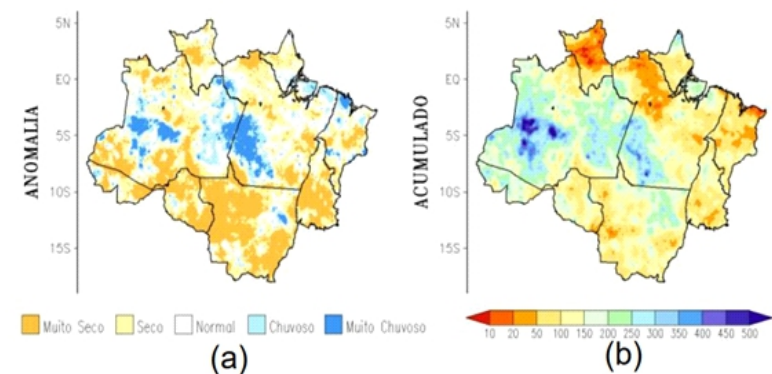 ANOMALIA
5N
EQ
5S
10S
15S
Muito Seco
Seco
Normal
Chuvoso
Muito Chuvoso
(a)
ACUMULADO
5N
EQ
5S
10S
15S
10 20 50 100 150 200 250 300 350 400 450 500
(b)